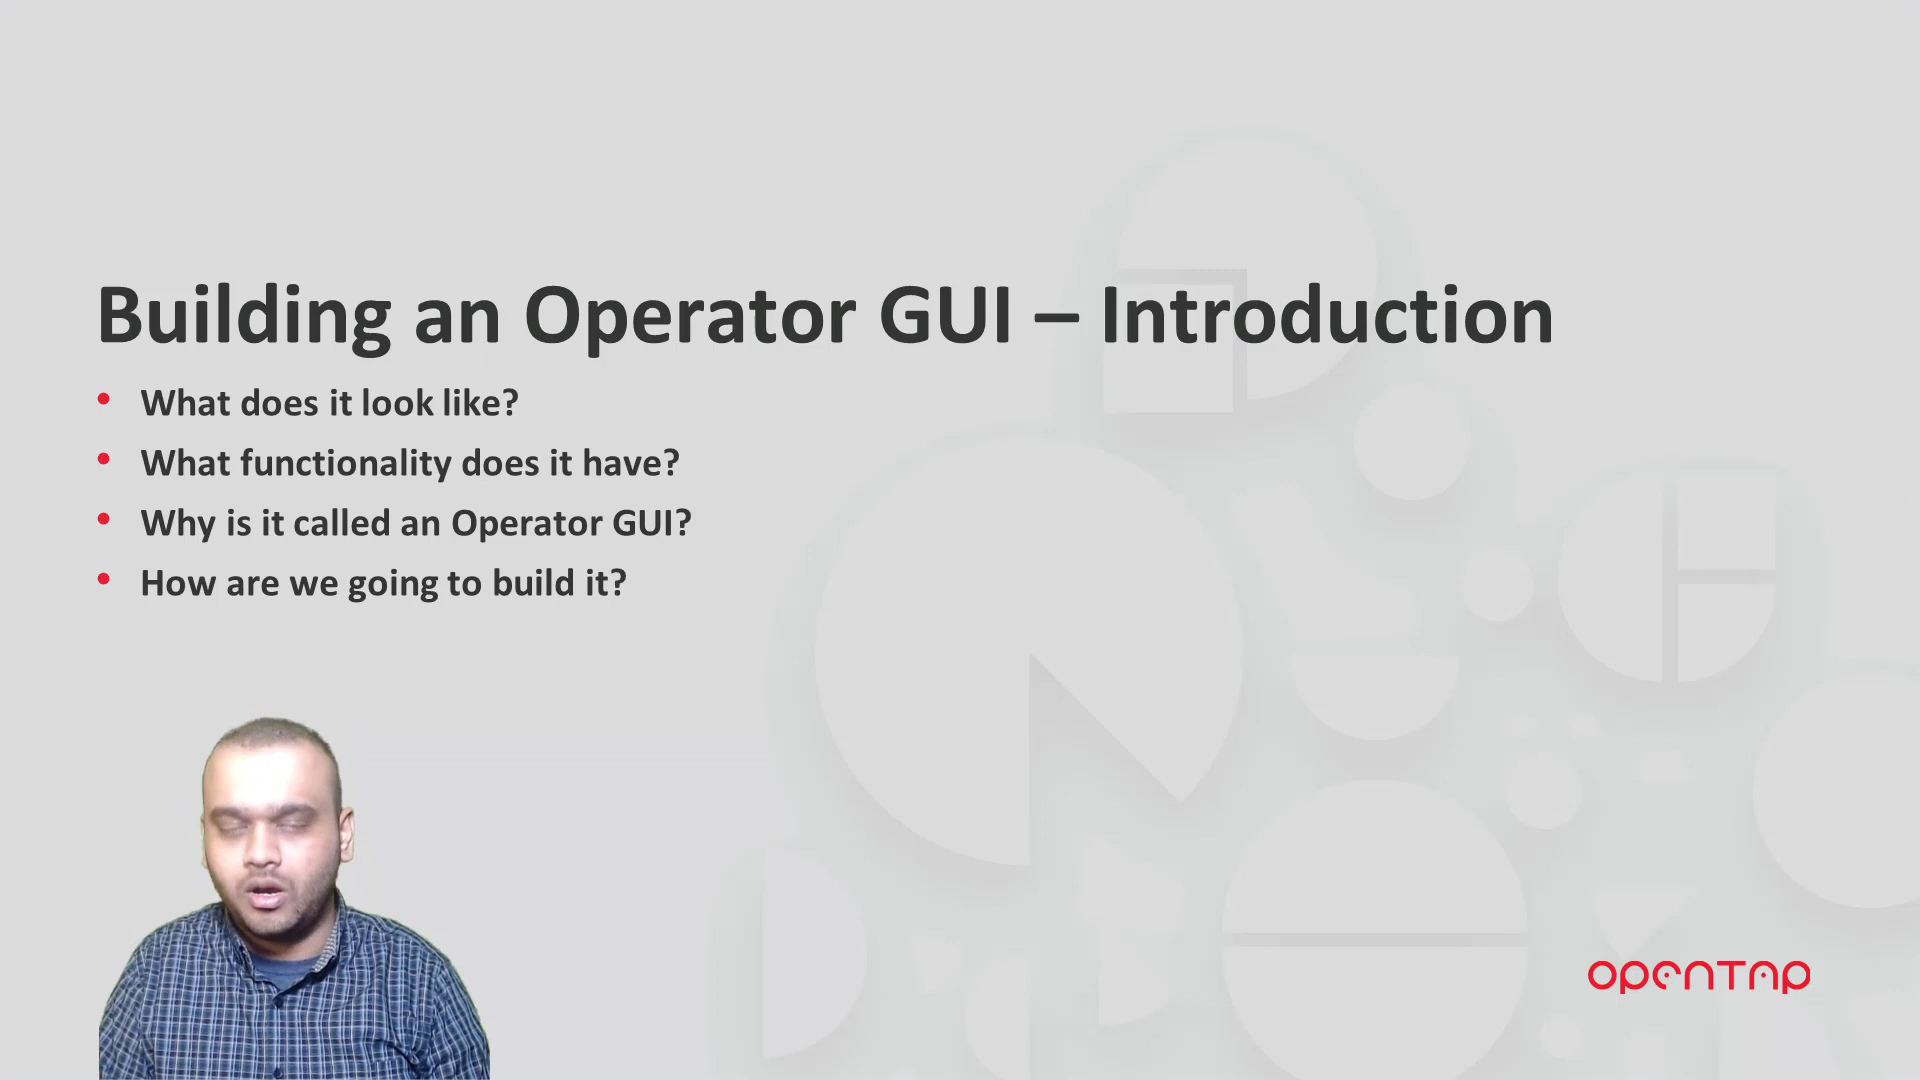 Building an Operator GUI – Introduction
• What does it look like?
• What functionality does it have?
• Why is it called an Operator GUI?
• How are we going to build it?
OPENTAP